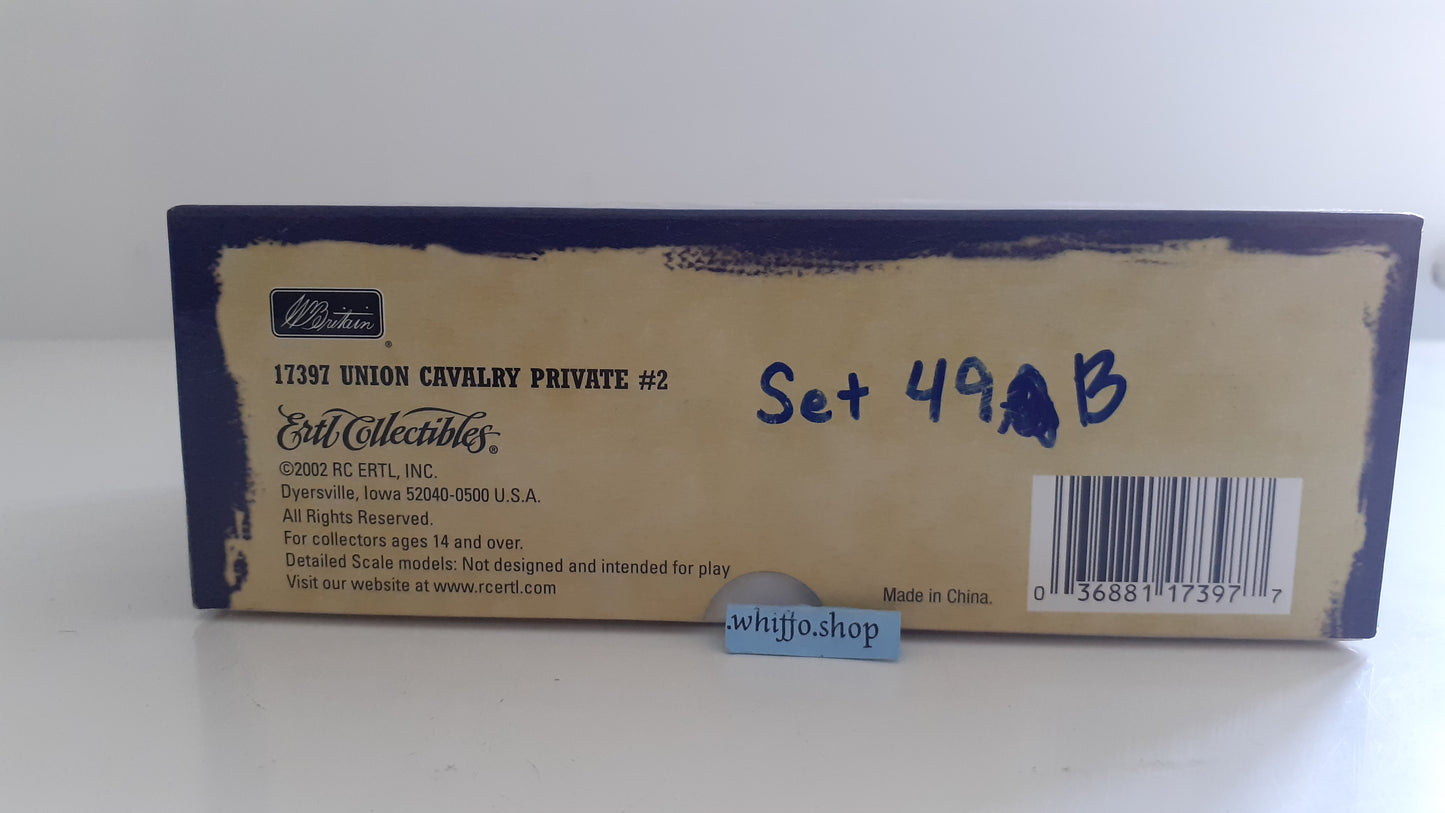 WBritain
®
17397 UNION CAVALRY PRIVATE #2
Set 49 B
Ertl Collectibles®
©2002 RC ERTL, INC.
Dyersville, Iowa 52040-0500 U.S.A.
All Rights Reserved.
For collectors ages 14 and over.
Detailed Scale models: Not designed and intended for play
Visit our website at www.rcertl.com
Made in China.
0 36881 17397 7
.whiffo.shop